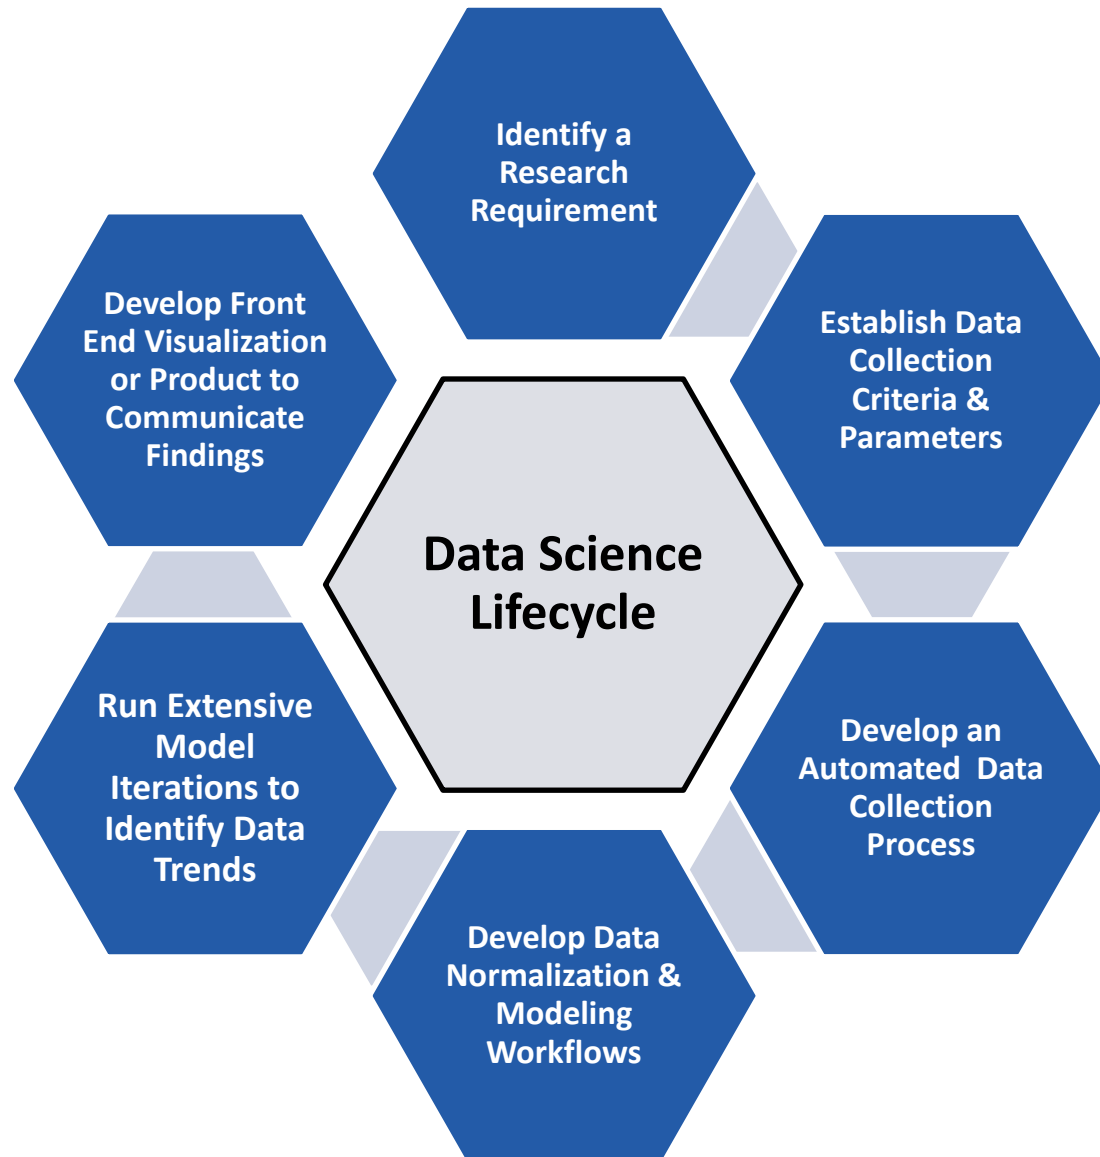 Identify a
Research
Requirement
Establish Data
Collection
Criteria &
Parameters
Develop an
Automated  Data
Collection
Process
Develop Data
Normalization &
Modeling
Workflows
Run Extensive
Model
Iterations to
Identify Data
Trends
Develop Front
End Visualization
or Product to
Communicate
Findings
Data Science
Lifecycle